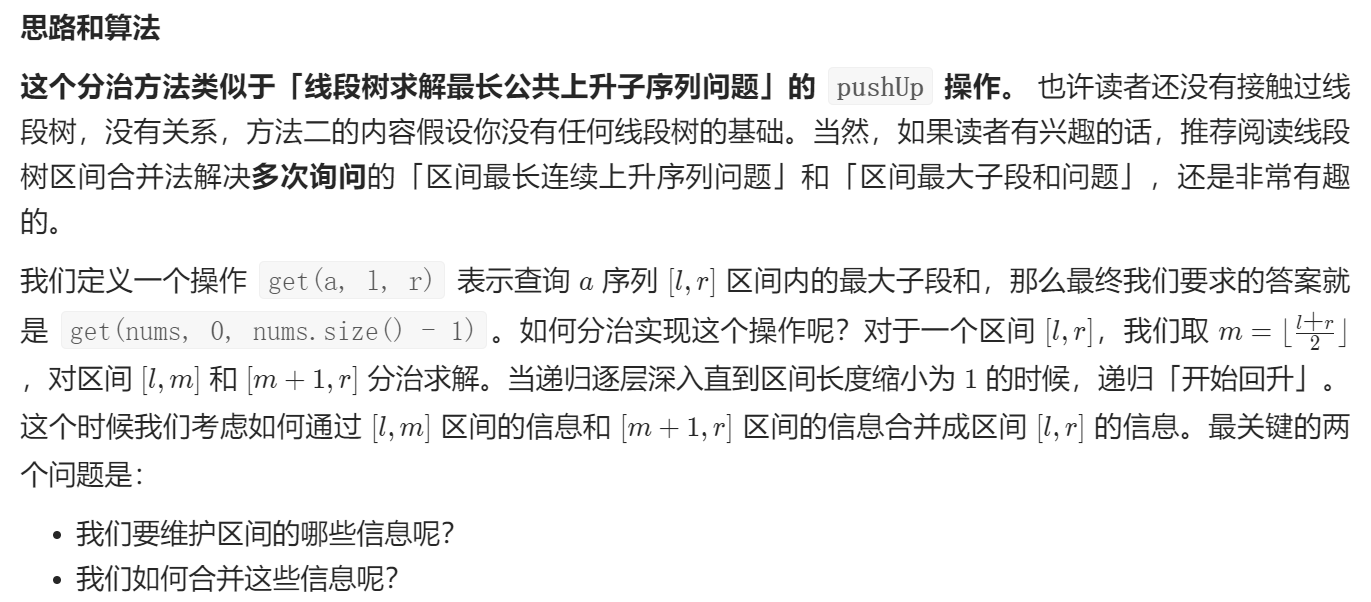 思路和算法
这个分治方法类似于「线段树求解最长公共上升子序列问题」的 pushUp 操作。 也许读者还没有接触过线
段树，没有关系，方法二的内容假设你没有任何线段树的基础。当然，如果读者有兴趣的话，推荐阅读线段
树区间合并法解决多次询问的「区间最长连续上升序列问题」和「区间最大子段和问题」，还是非常有趣
的。
我们定义一个操作 get(a, l, r) 表示查询 a 序列 [l, r] 区间内的最大子段和，那么最终我们要求的答案就
是 get(nums, 0, nums.size() - 1) 。如何分治实现这个操作呢？对于一个区间 [l, r]，我们取 m = ⌊(l+r)/2⌋
，对区间 [l, m] 和 [m + 1, r] 分治求解。当递归逐层深入直到区间长度缩小为 1 的时候，递归「开始回升」。
这个时候我们考虑如何通过 [l, m] 区间的信息和 [m + 1, r] 区间的信息合并成区间 [l, r] 的信息。最关键的两
个问题是：
• 我们要维护区间的哪些信息呢？
• 我们如何合并这些信息呢？